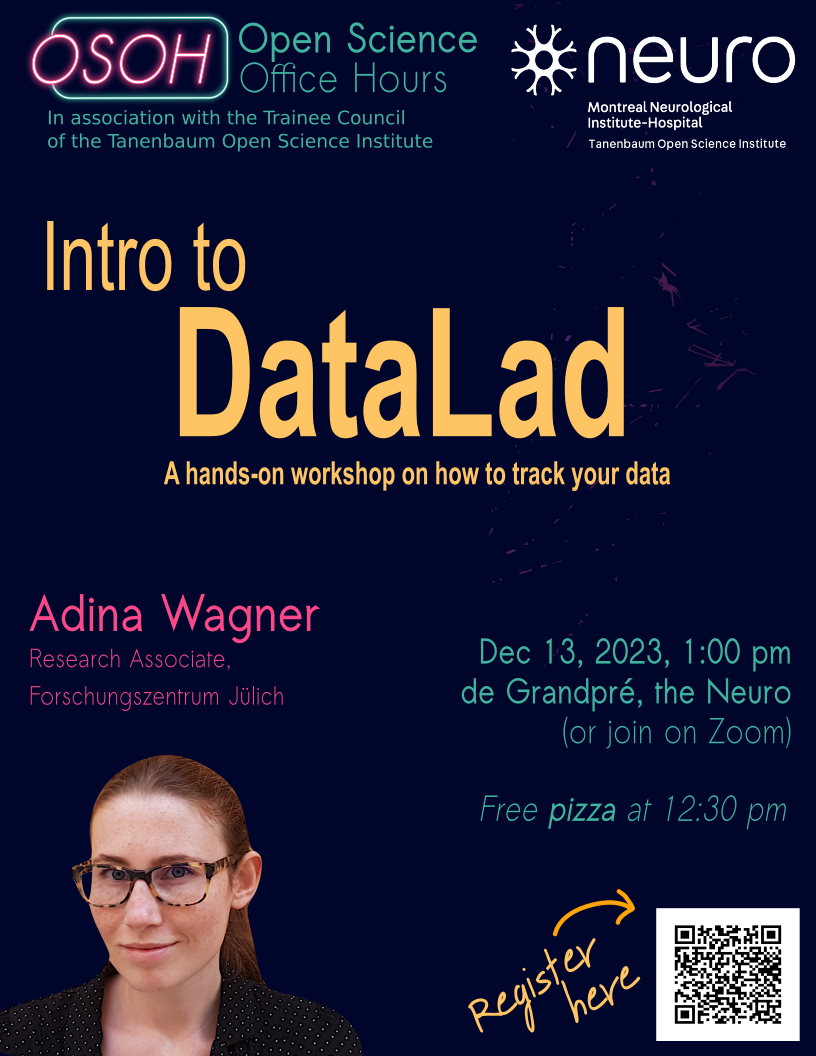 OSOH
Open Science
Office Hours
In association with the Trainee Council
of the Tanenbaum Open Science Institute
neuro
Montreal Neurological
Institute-Hospital
Tanenbaum Open Science Institute
Intro to
DataLad
A hands-on workshop on how to track your data
Adina Wagner
Research Associate,
Forschungszentrum Jülich
Dec 13, 2023, 1:00 pm
de Grandpré, the Neuro
(or join on Zoom)
Free pizza at 12:30 pm
Register
here